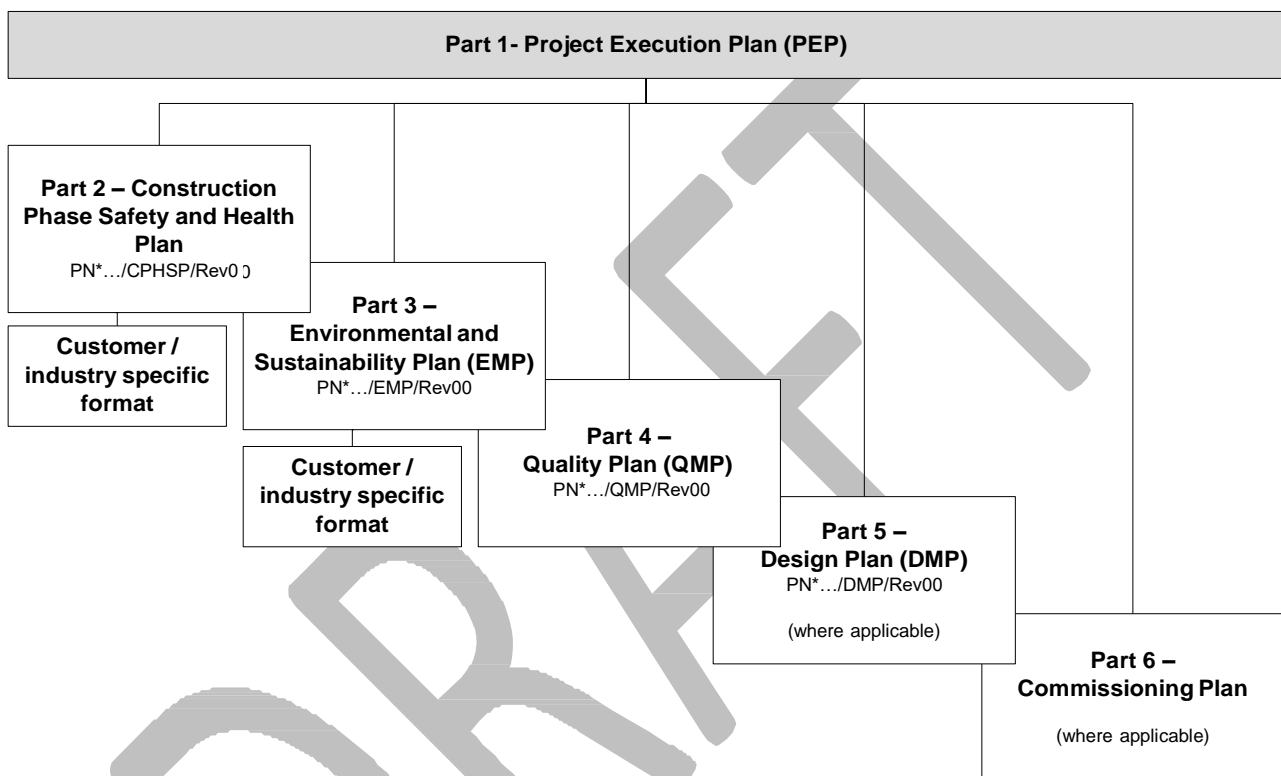 Part 1- Project Execution Plan (PEP)
Part 2 – Construction
Phase Safety and Health
Plan
PN*…/CPHSP/Rev00
Customer /
industry specific
format
Part 3 –
Environmental and
Sustainability Plan (EMP)
PN*…/EMP/Rev00
Customer /
industry specific
format
Part 4 –
Quality Plan (QMP)
PN*…/QMP/Rev00
Part 5 –
Design Plan (DMP)
PN*…/DMP/Rev00
(where applicable)
Part 6 –
Commissioning Plan
(where applicable)
DRAFT